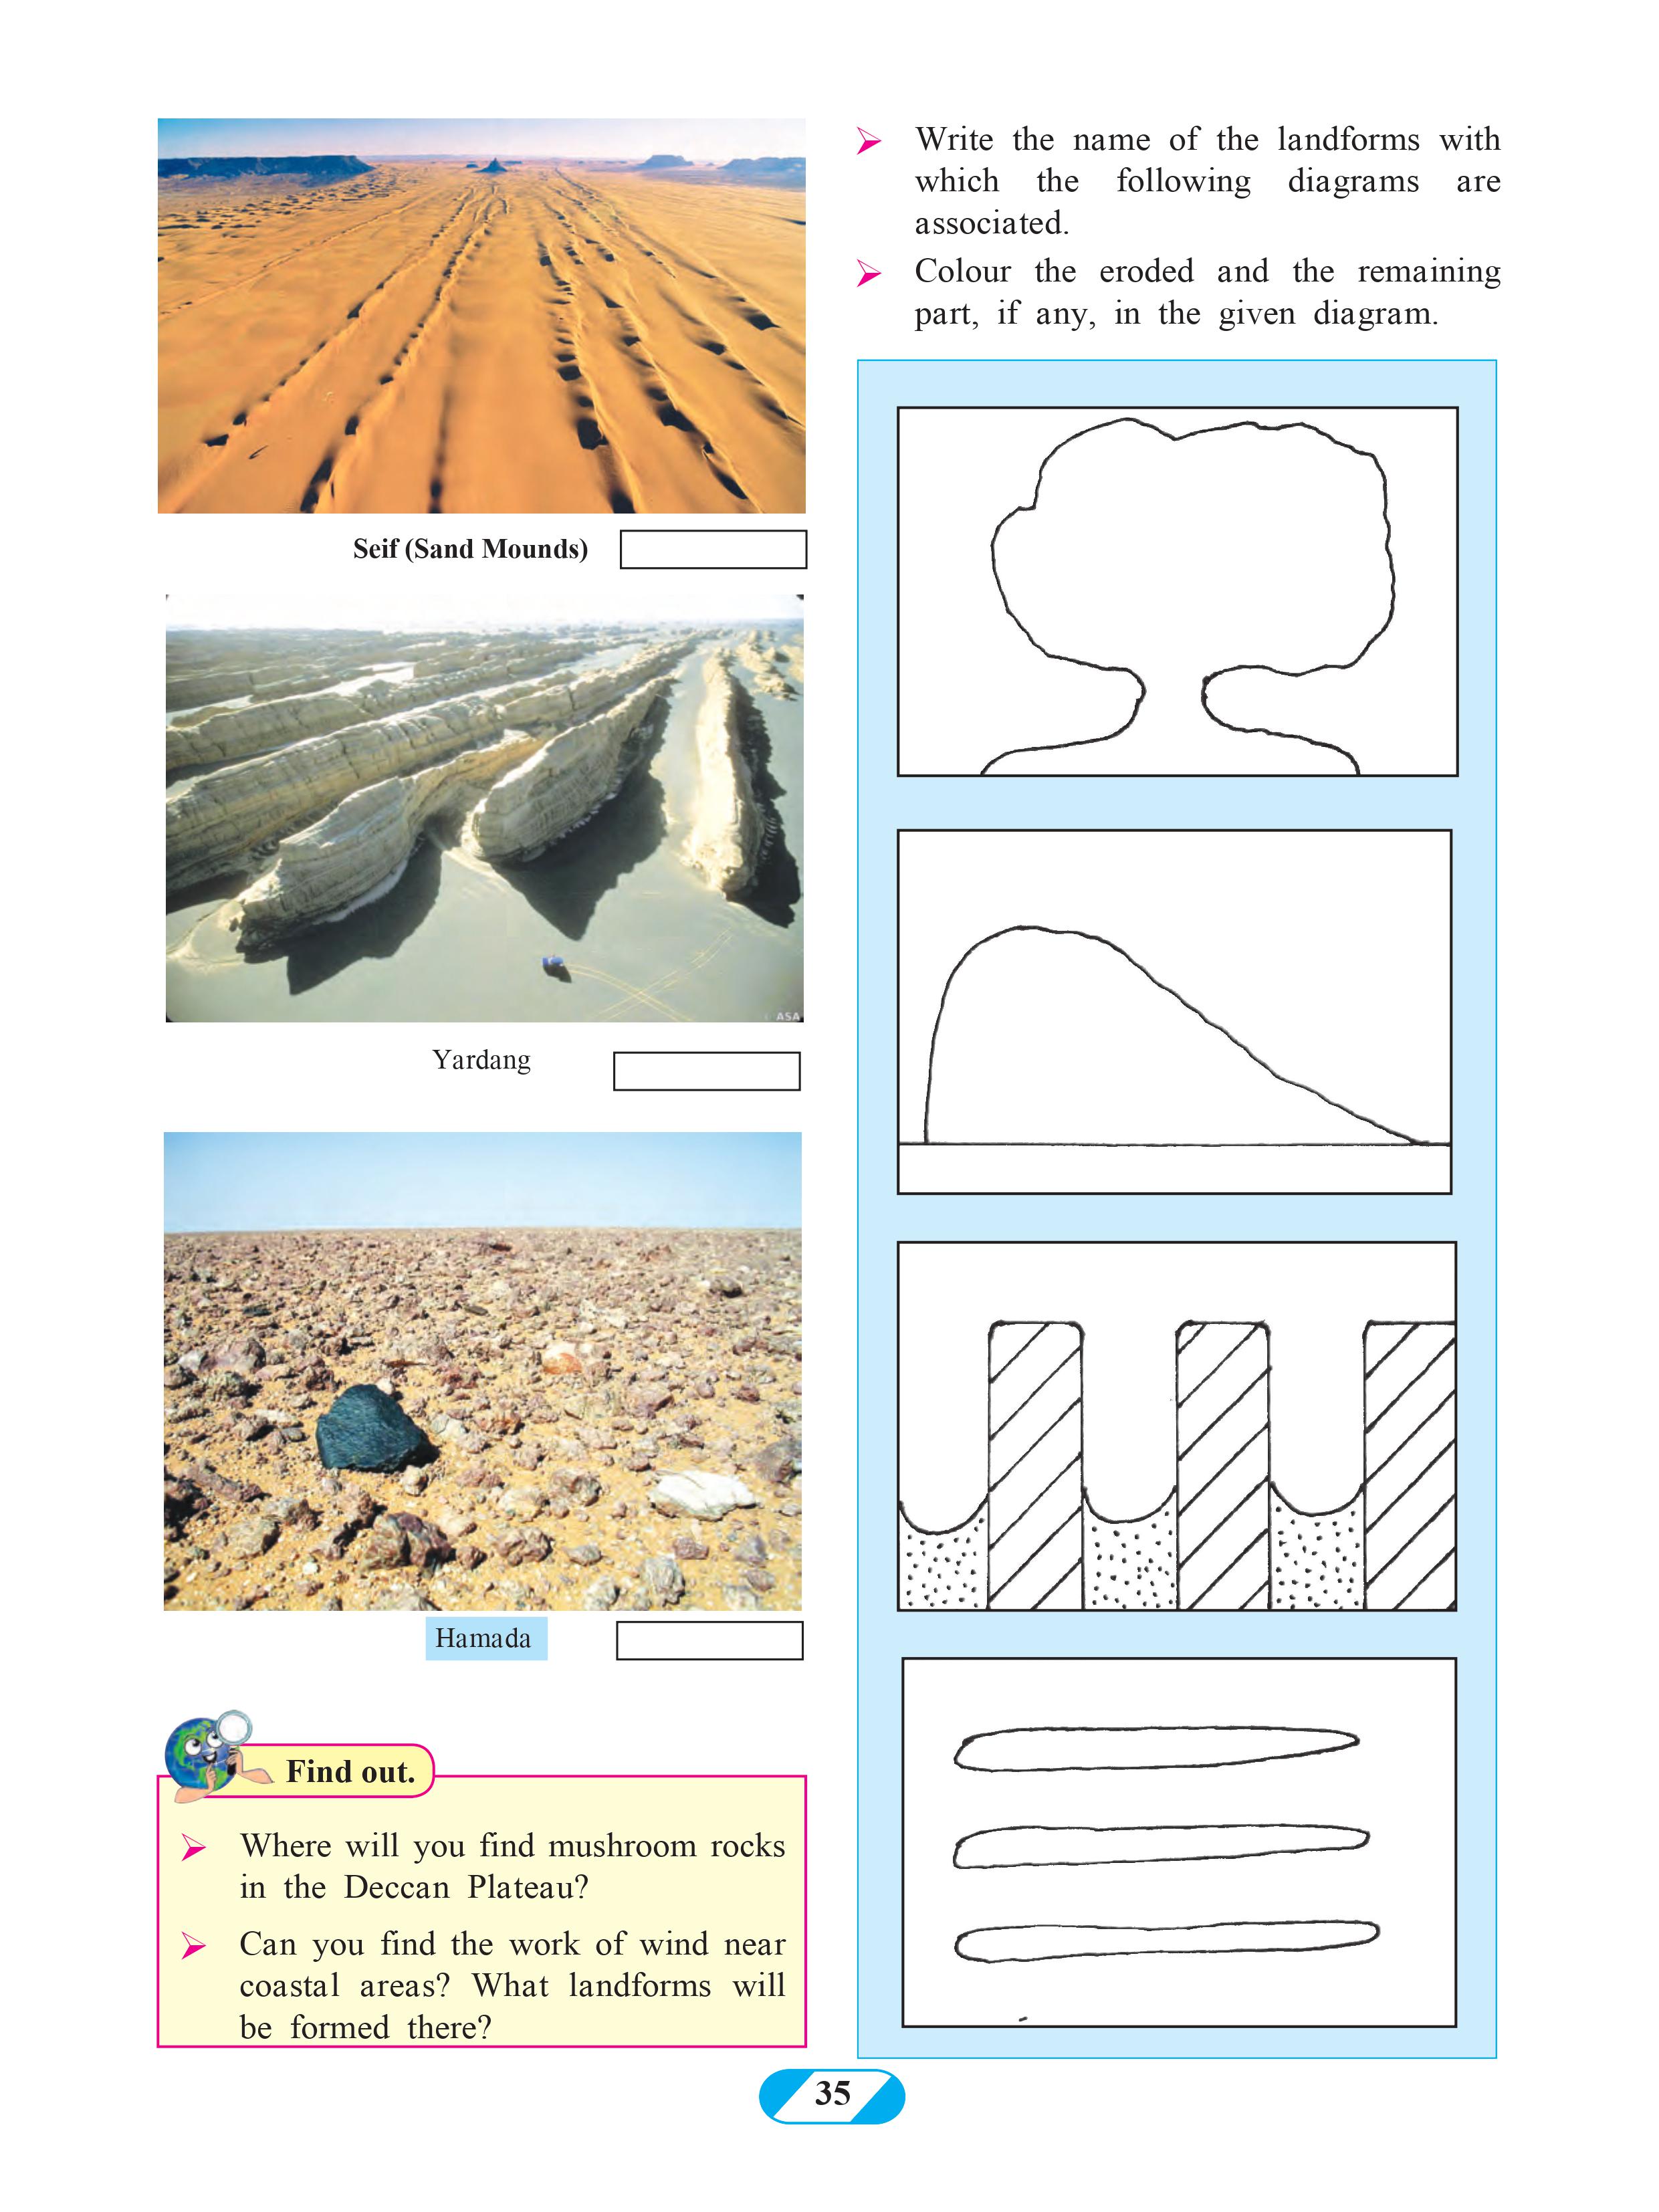 Seif (Sand Mounds)
ASA
Yardang
Hamada
Find out.
Where will you find mushroom rocks
in the Deccan Plateau?
Can you find the work of wind near
coastal areas? What landforms will
be formed there?
Write the name of the landforms with
which the following diagrams are
associated.
Colour the eroded and the remaining
part, if any, in the given diagram.
35